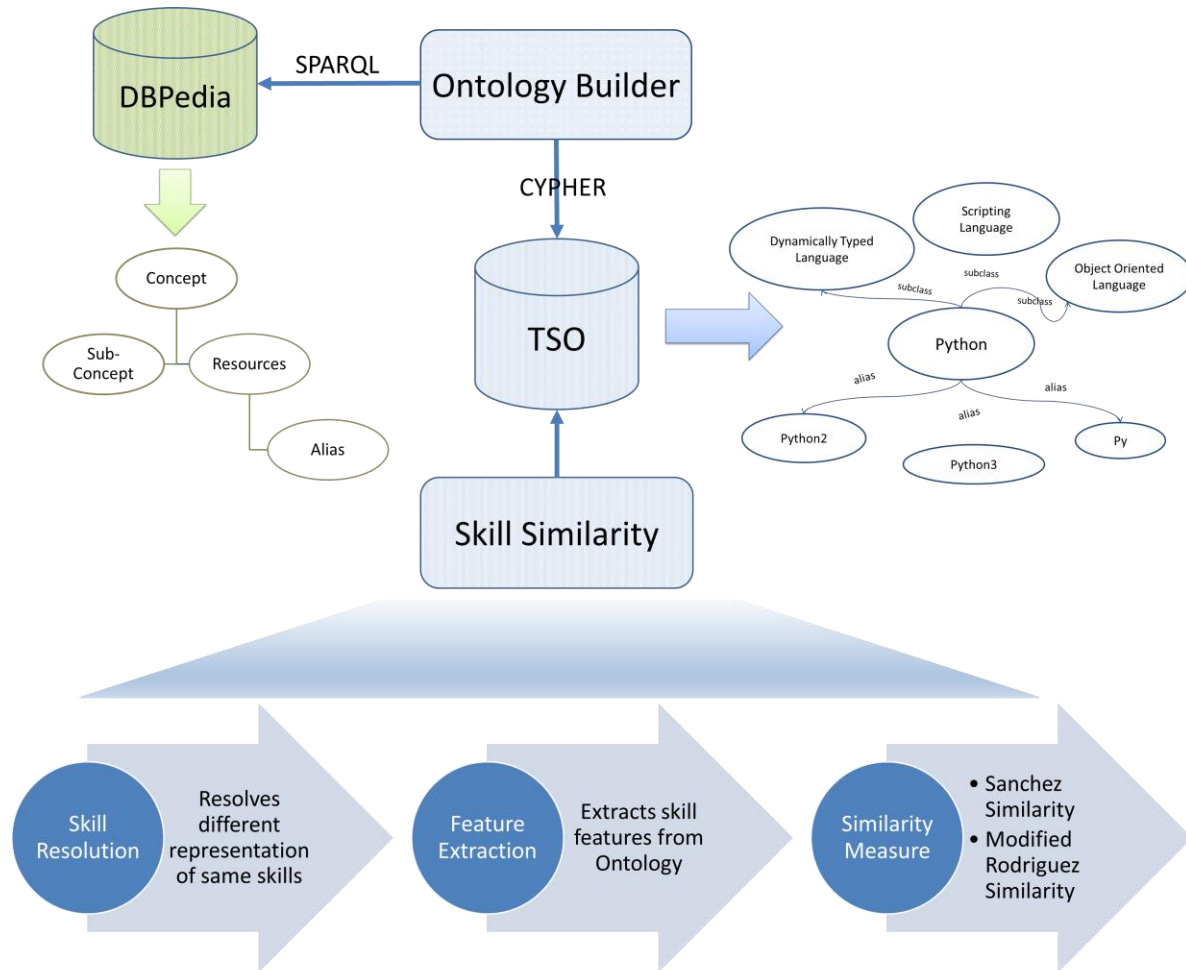 SPARQL
DBPedia
Ontology Builder
CYPHER
Concept
Sub-
Concept
Resources
Alias
TSO
Scripting
Language
Dynamically Typed
Language
Object Oriented
Language
subclass
subclass
subclass
Python
alias
alias
alias
Python2
Python3
Py
Skill Similarity
Skill
Resolution
Resolves
different
representation
of same skills
Feature
Extraction
Extracts skill
features from
Ontology
Similarity
Measure
• Sanchez
Similarity
• Modified
Rodriguez
Similarity